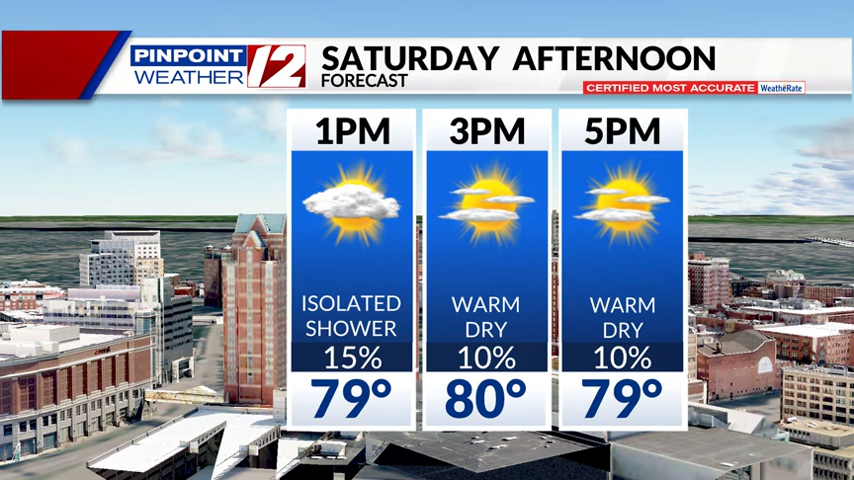 PINPOINT
WEATHER 12
SATURDAY AFTERNOON
FORECAST
CERTIFIED MOST ACCURATE WeatheRate
1PM
ISOLATED
SHOWER
15%
79°
3PM
WARM
DRY
10%
80°
5PM
WARM
DRY
10%
79°